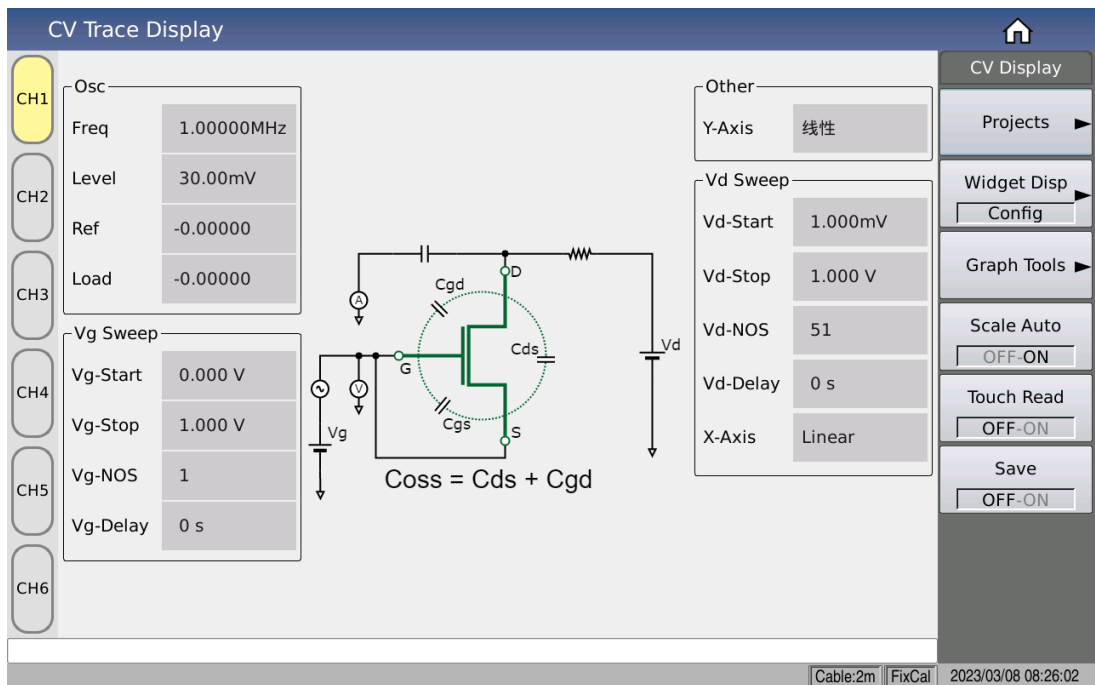 CV Trace Display
CH1
CH2
CH3
CH4
CH5
CH6
Osc
Freq 1.00000MHz
Level 30.00mV
Ref -0.00000
Load -0.00000
Vg Sweep
Vg-Start 0.000 V
Vg-Stop 1.000 V
Vg-NOS 1
Vg-Delay 0 s
A
Cgd
D
Cds
G
V
Cgs
S
Vg
Vd
Coss = Cds + Cgd
Other
Y-Axis 线性
Vd Sweep
Vd-Start 1.000mV
Vd-Stop 1.000 V
Vd-NOS 51
Vd-Delay 0 s
X-Axis Linear
CV Display
Projects
Widget Disp
Config
Graph Tools
Scale Auto
OFF-ON
Touch Read
OFF-ON
Save
OFF-ON
Cable:2m FixCal 2023/03/08 08:26:02